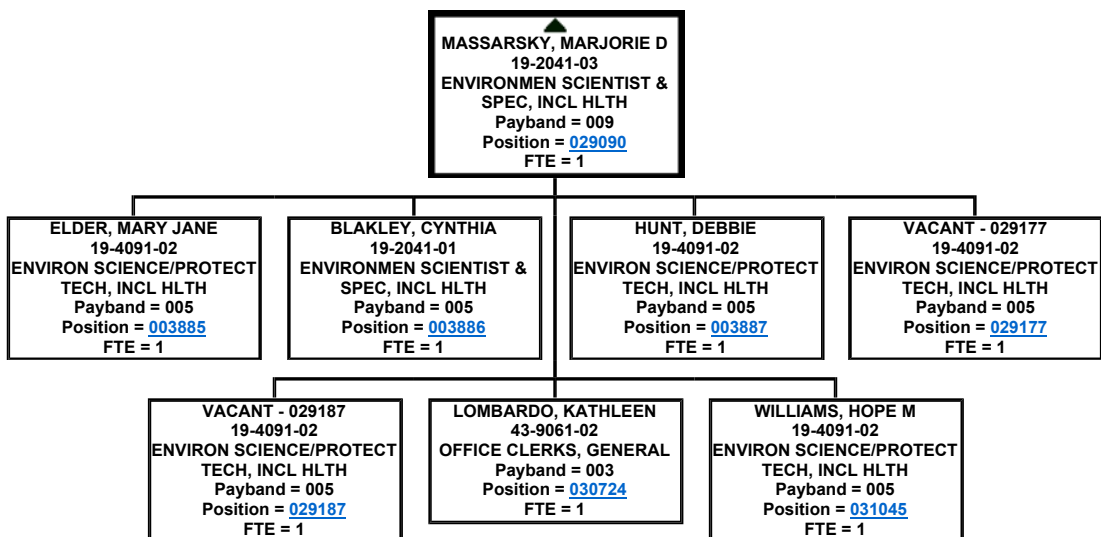 MASSARSKY, MARJORIE D
19-2041-03
ENVIRONMEN SCIENTIST &
SPEC, INCL HLTH
Payband = 009
Position = 029090
FTE = 1
ELDER, MARY JANE
19-4091-02
ENVIRON SCIENCE/PROTECT
TECH, INCL HLTH
Payband = 005
Position = 003885
FTE = 1
BLAKLEY, CYNTHIA
19-2041-01
ENVIRONMEN SCIENTIST &
SPEC, INCL HLTH
Payband = 005
Position = 003886
FTE = 1
HUNT, DEBBIE
19-4091-02
ENVIRON SCIENCE/PROTECT
TECH, INCL HLTH
Payband = 005
Position = 003887
FTE = 1
VACANT - 029177
19-4091-02
ENVIRON SCIENCE/PROTECT
TECH, INCL HLTH
Payband = 005
Position = 029177
FTE = 1
VACANT - 029187
19-4091-02
ENVIRON SCIENCE/PROTECT
TECH, INCL HLTH
Payband = 005
Position = 029187
FTE = 1
LOMBARDO, KATHLEEN
43-9061-02
OFFICE CLERKS, GENERAL
Payband = 003
Position = 030724
FTE = 1
WILLIAMS, HOPE M
19-4091-02
ENVIRON SCIENCE/PROTECT
TECH, INCL HLTH
Payband = 005
Position = 031045
FTE = 1